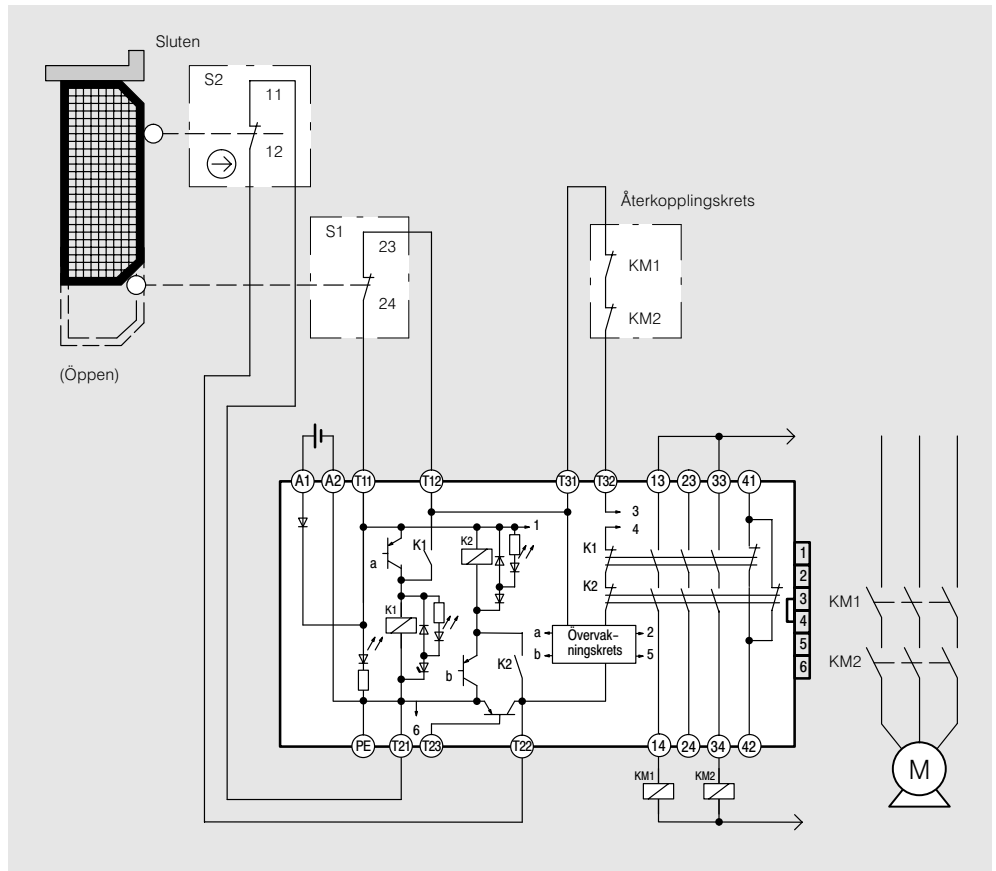 Sluten
S2
11
12
S1
23
24
Återkopplingskrets
KM1
KM2
(Öppen)
A1 A2 T11 T12 T31 T32 13 23 33 41
1
3
4
K1
K2
a
K1
K1
K2
1
2
3
4
5
6
KM1
KM2
K2
b
a
b
Övervak-
ningskrets
2
5
6
PE T21 T23 T22 14 24 34 42
KM1
KM2
M